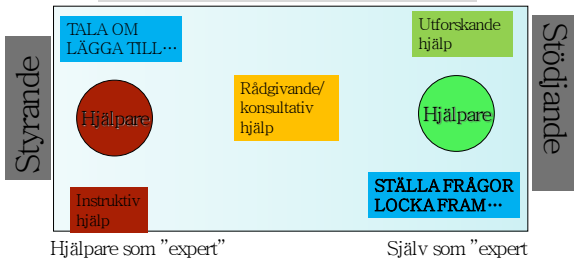 Styrande
TALA OM
LÄGGA TILL…
Hjälpare
Instruktiv
hjälp
Rådgivande/
konsultativ
hjälp
Utforskande
hjälp
Hjälpare
STÄLLA FRÅGOR
LOCKA FRAM…
Stödjande
Hjälpare som ”expert”
Själv som ”expert